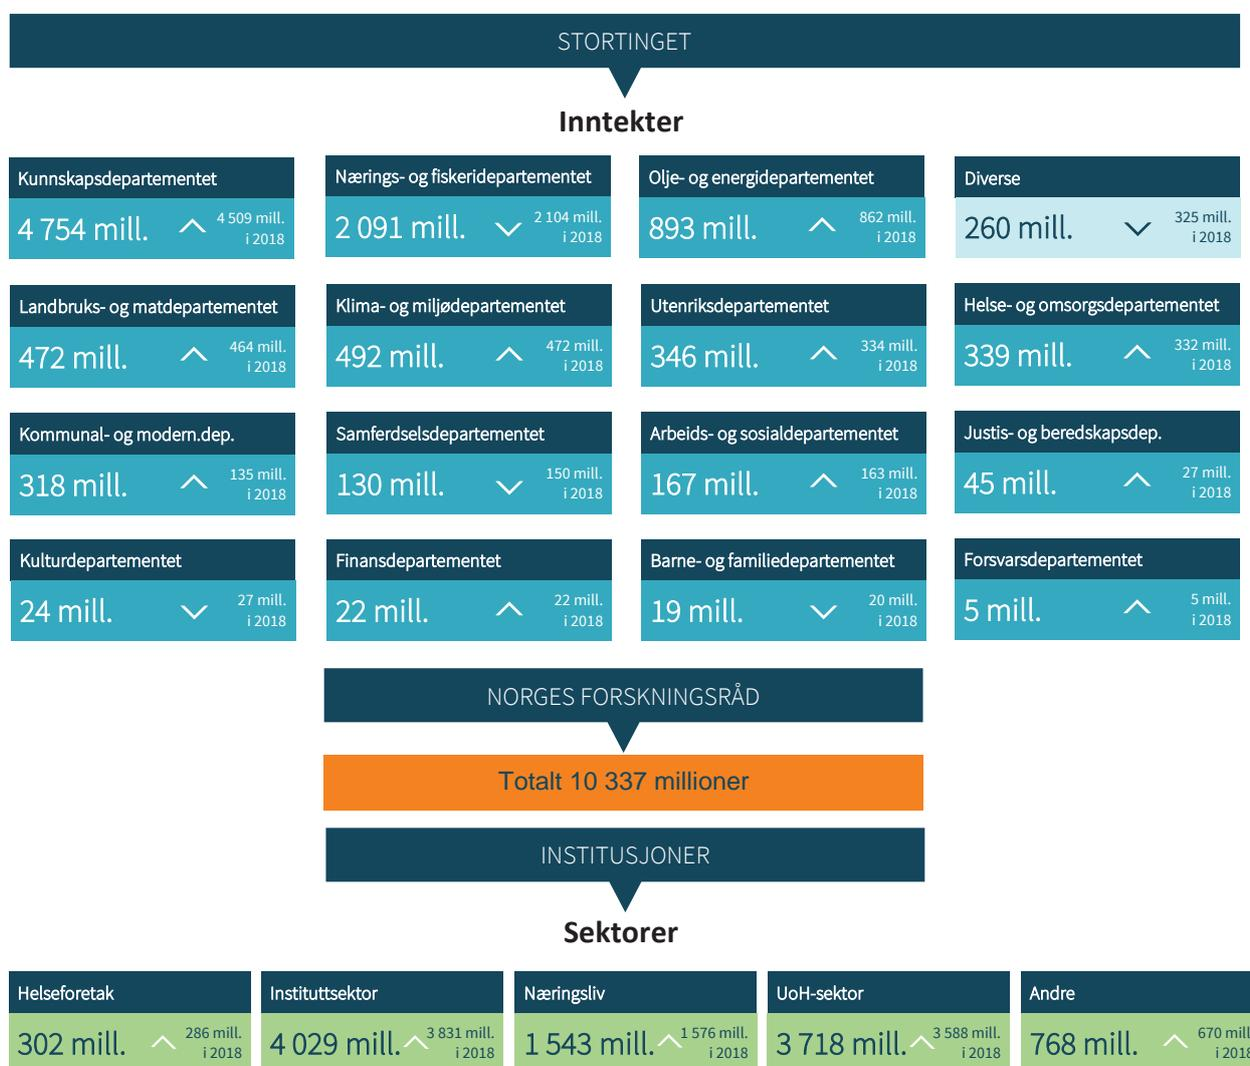 STORTINGET
Inntekter
Kunnskapsdepartementet
4 754 mill.
4 509 mill.
i 2018
Nærings- og fiskeridepartementet
2 091 mill.
2 104 mill.
i 2018
Olje- og energidepartementet
893 mill.
862 mill.
i 2018
Diverse
260 mill.
325 mill.
i 2018
Landbruks- og matdepartementet
472 mill.
464 mill.
i 2018
Klima- og miljødepartementet
492 mill.
472 mill.
i 2018
Utenriksdepartementet
346 mill.
334 mill.
i 2018
Helse- og omsorgsdepartementet
339 mill.
332 mill.
i 2018
Kommunal- og modern.dep.
318 mill.
135 mill.
i 2018
Samferdselsdepartementet
130 mill.
150 mill.
i 2018
Arbeids- og sosialdepartementet
167 mill.
163 mill.
i 2018
Justis- og beredskapsdep.
45 mill.
27 mill.
i 2018
Kulturdepartementet
24 mill.
27 mill.
i 2018
Finansdepartementet
22 mill.
22 mill.
i 2018
Barne- og familiedepartementet
19 mill.
20 mill.
i 2018
Forsvarsdepartementet
5 mill.
5 mill.
i 2018
NORGES FORSKNINGSRÅD
Totalt 10 337 millioner
INSTITUSJONER
Sektorer
Helseforetak
302 mill.
286 mill.
i 2018
Instituttsektor
4 029 mill.
3 831 mill.
i 2018
Næringsliv
1 543 mill.
1 576 mill.
i 2018
UoH-sektor
3 718 mill.
3 588 mill.
i 2018
Andre
768 mill.
670 mill
i 2018